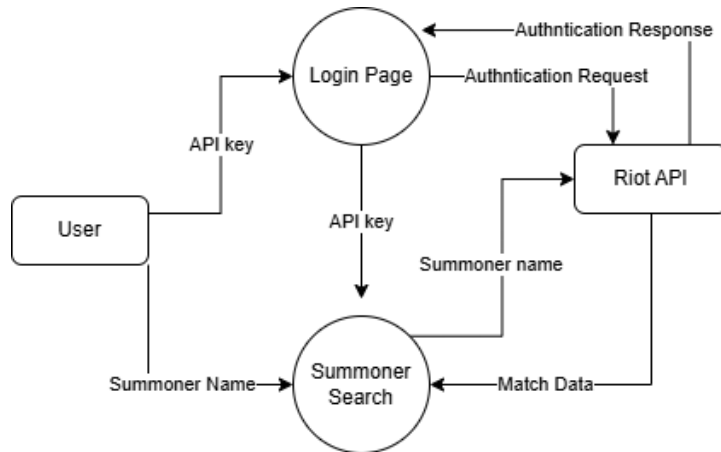 Authntication Response
Login Page
Authntication Request
API key
Riot API
User
API key
Summoner name
Summoner
Search
Summoner Name
Match Data